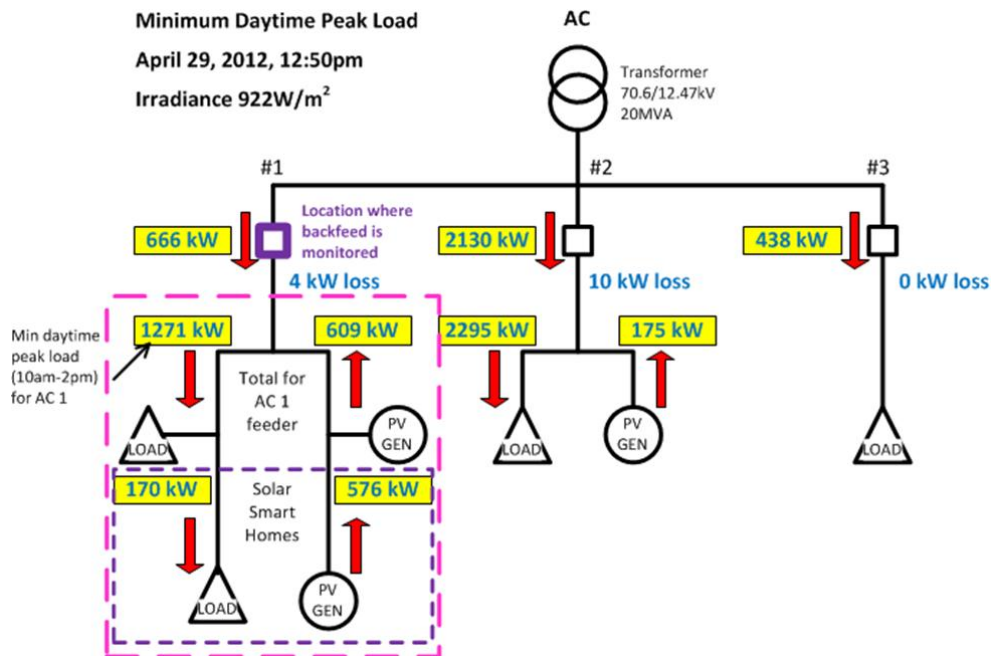 Minimum Daytime Peak Load
April 29, 2012, 12:50pm
Irradiance 922W/m²
AC
Transformer
70.6/12.47kV
20MVA
#1
#2
#3
666 kW
Location where
backfeed is
monitored
2130 kW
438 kW
4 kW loss
10 kW loss
0 kW loss
Min daytime
peak load
(10am-2pm)
for AC 1
1271 kW
609 kW
2295 kW
175 kW
Total for
AC 1
feeder
LOAD
PV
GEN
LOAD
PV
GEN
LOAD
170 kW
Solar
Smart
Homes
576 kW
LOAD
PV
GEN